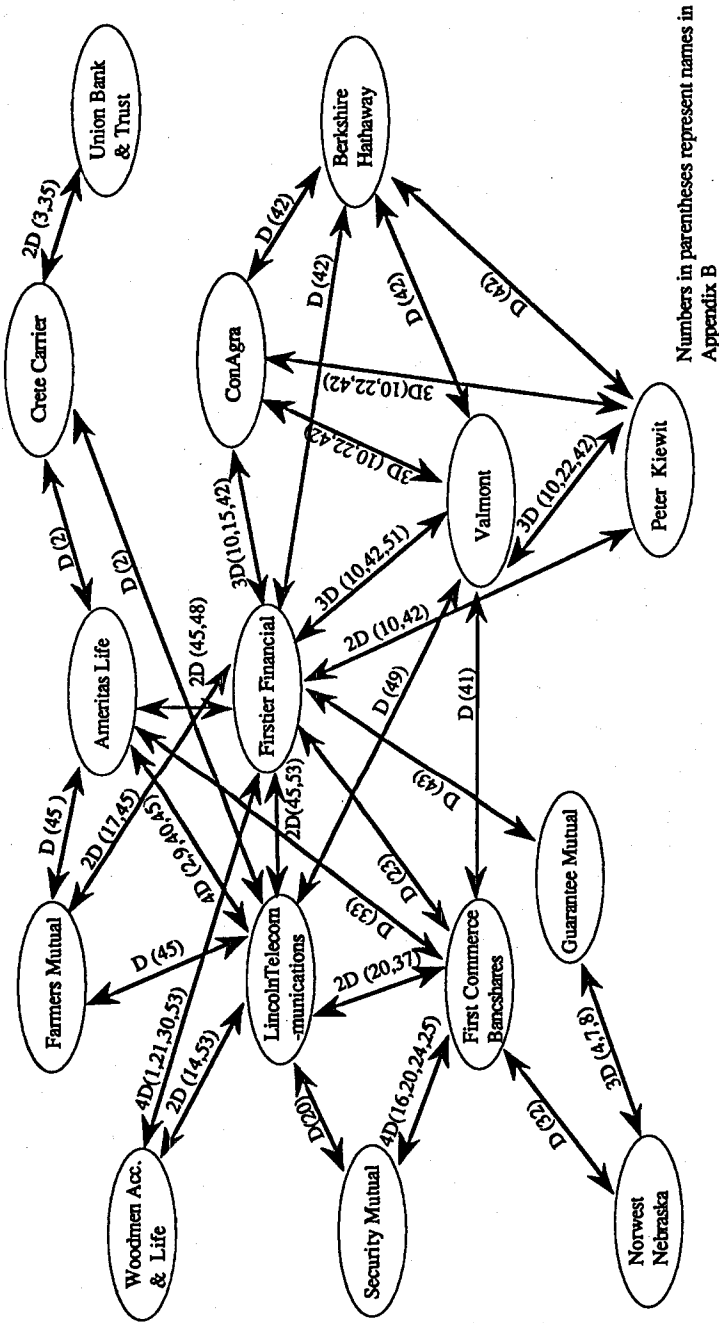 Woodmen Acc.
& Life
Farmers Mutual
Ameritas Life
Crete Carrier
Union Bank
& Trust
Security Mutual
LincolnTelecom
-munications
Firstier Financial
ConAgra
Berkshire
Hathaway
Norwest
Nebraska
First Commerce
Bancshares
Guarantee Mutual
Valmont
Peter Kiewit
D (45)
D (2)
2D (3,35)
2D (17,45)
4D (2,9,40,45)
D (2)
2D (45,48)
D (45)
4D(1,21,30,53)
2D (14,53)
2D(45,53)
3D(10,15,42)
D (42)
D (42)
D (42)
D (42)
3D(10,22,42)
3D (10,22,42)
3D (10,42,51)
3D (10,22,42)
2D (10,42)
D (49)
D (41)
D (33)
D (23)
D (43)
D(20)
2D (20,37)
4D(16,20,24,25)
D (32)
3D (4,7,8)
Numbers in parentheses represent names in
Appendix B